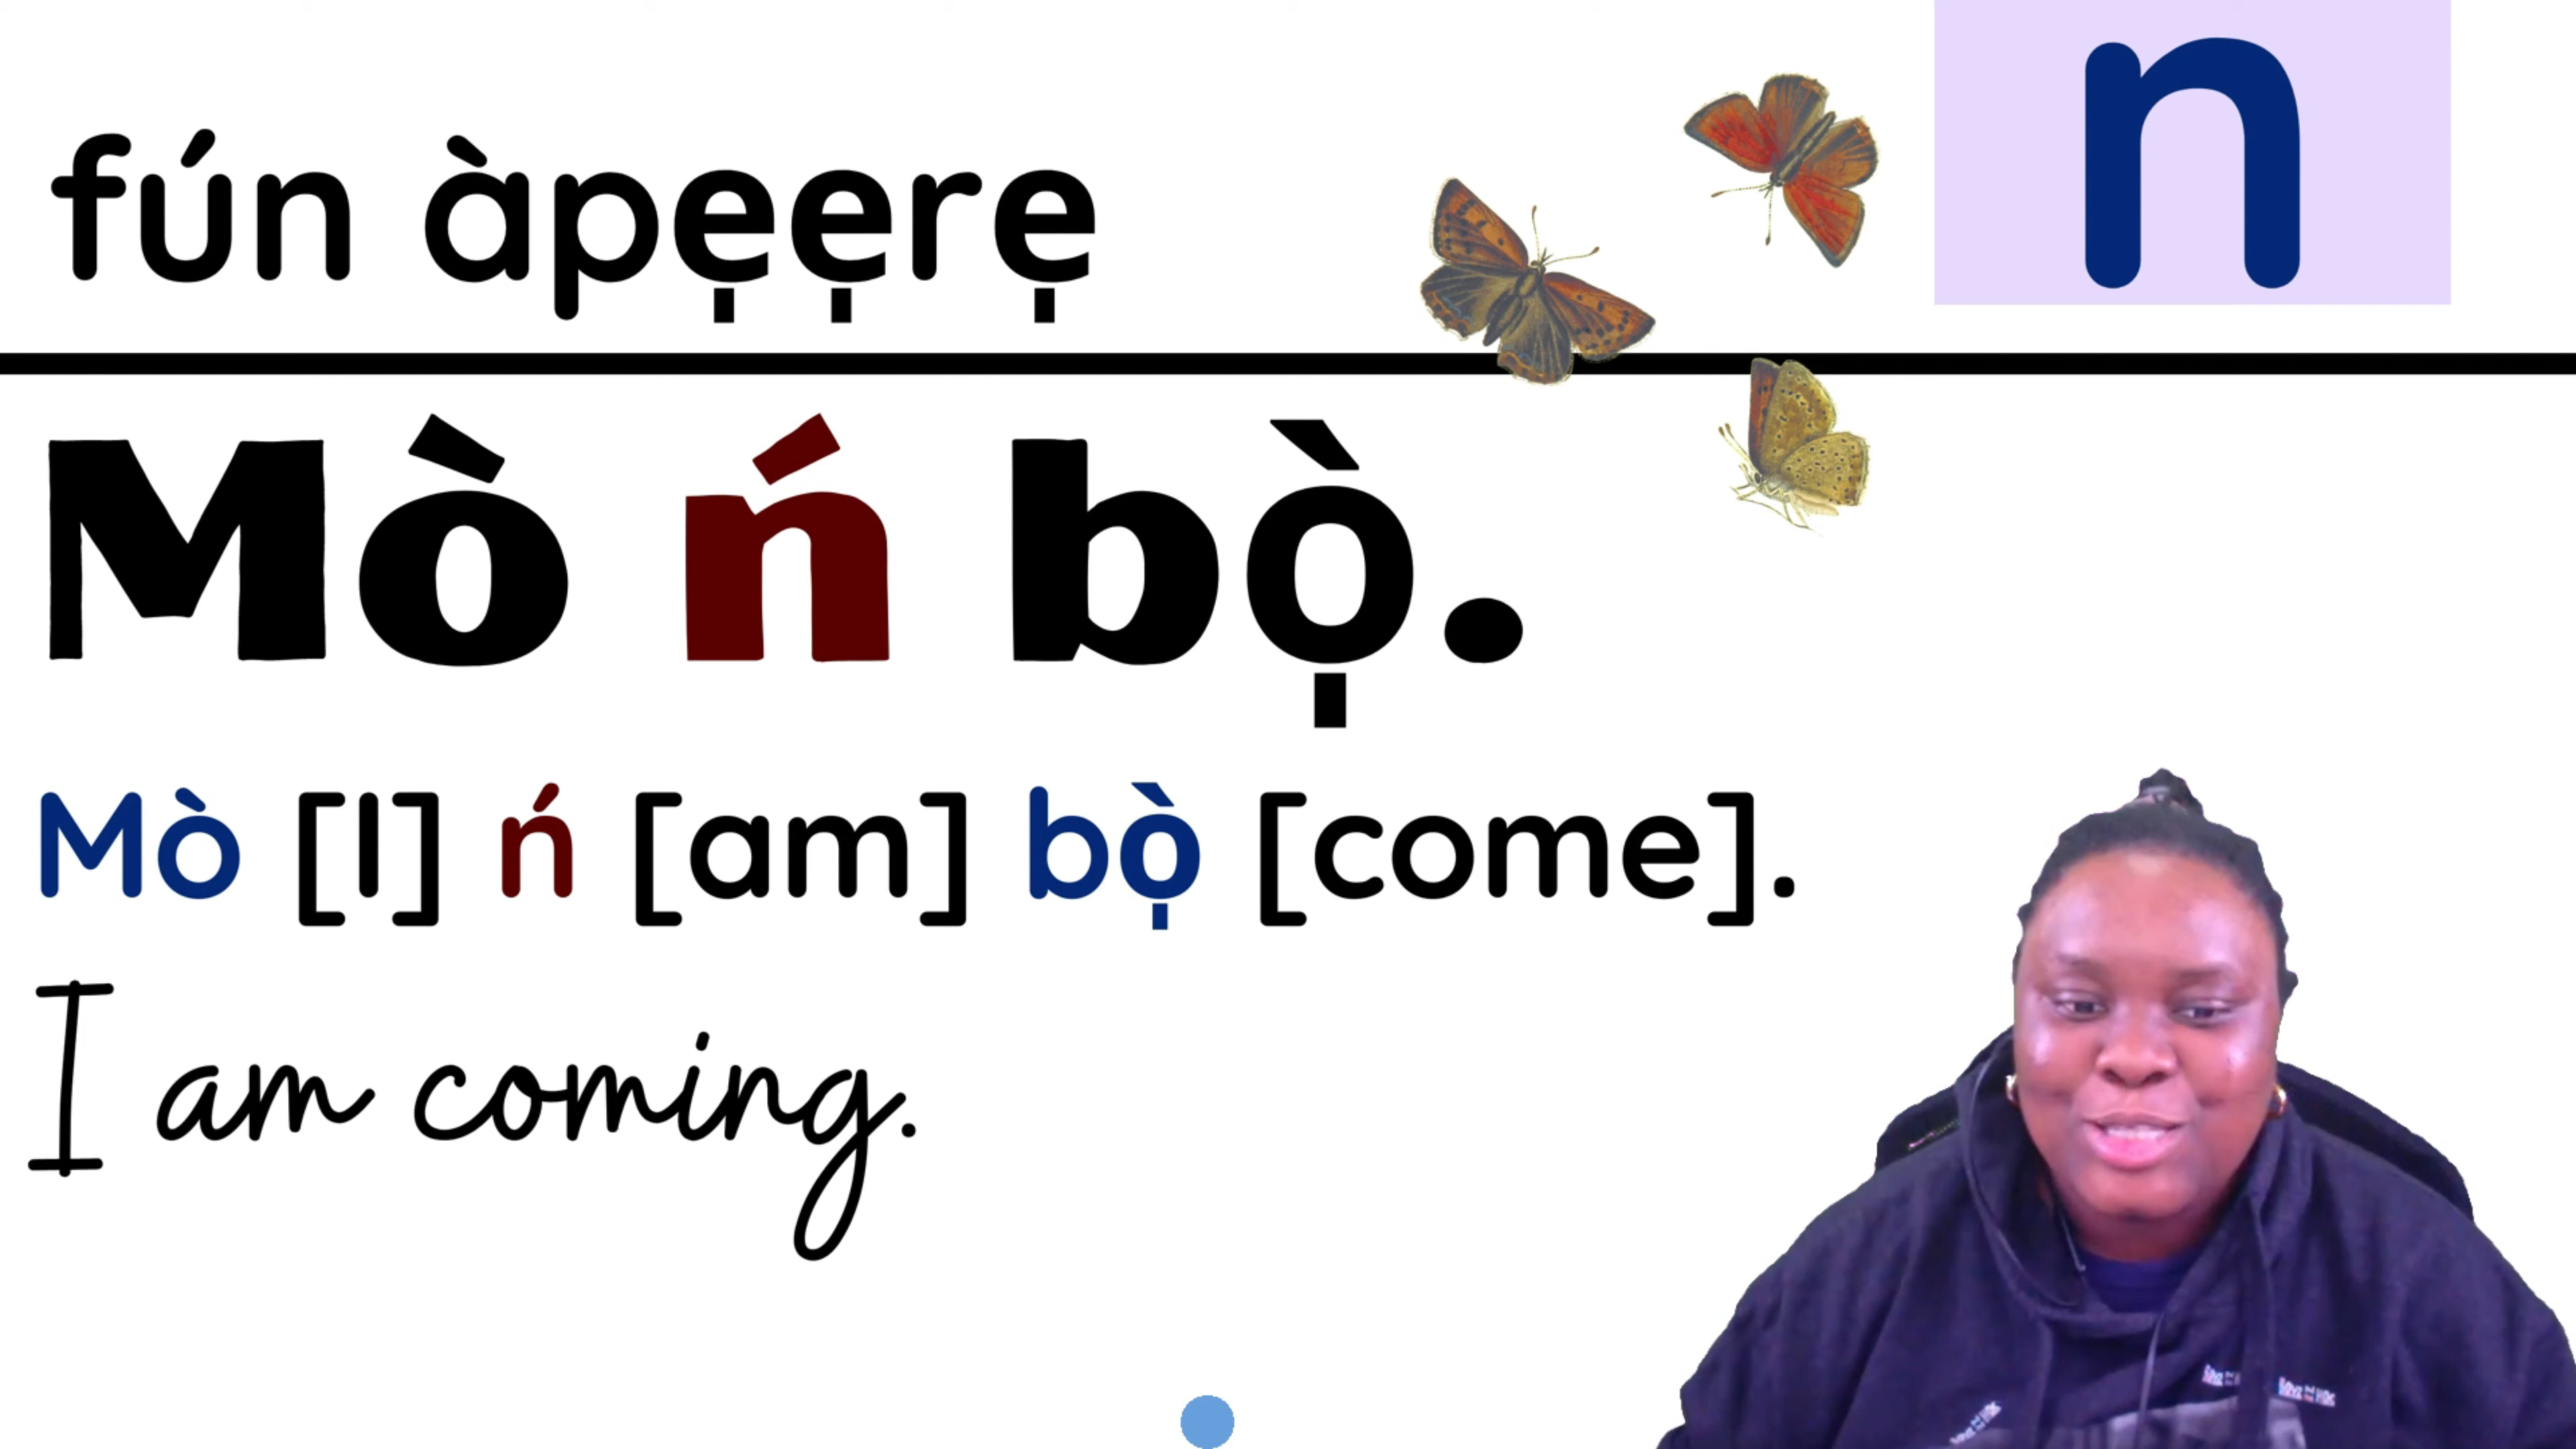 n
fún àpẹẹrẹ
Mò ń bọ̀.
Mò [I] ń [am] bọ̀ [come].
I am coming.